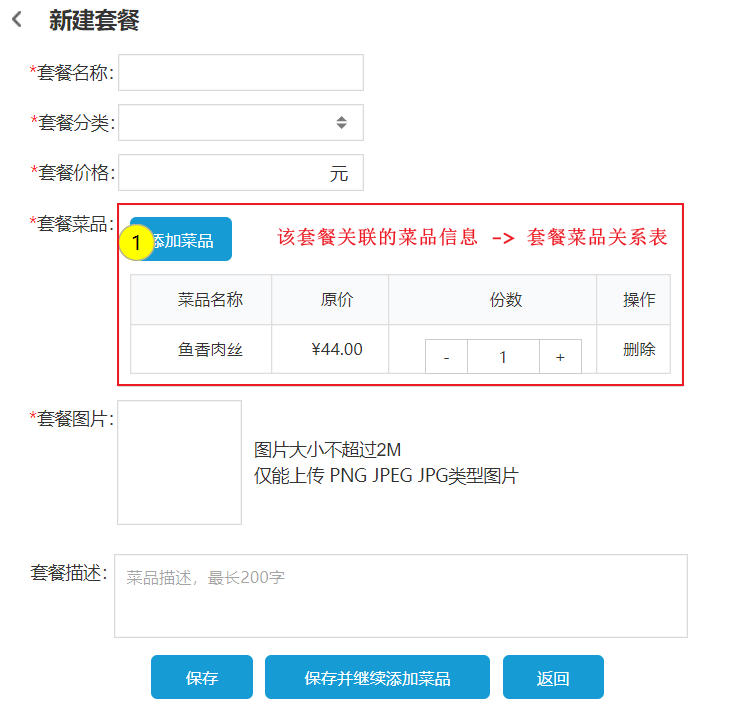 新建套餐
*套餐名称:
*套餐分类:
*套餐价格: 元
*套餐菜品: 1 添加菜品 该套餐关联的菜品信息 -> 套餐菜品关系表
菜品名称 原价 份数 操作
鱼香肉丝 ¥44.00 - 1 + 删除
*套餐图片:
图片大小不超过2M
仅能上传 PNG JPEG JPG类型图片
套餐描述: 菜品描述，最长200字
保存 保存并继续添加菜品 返回